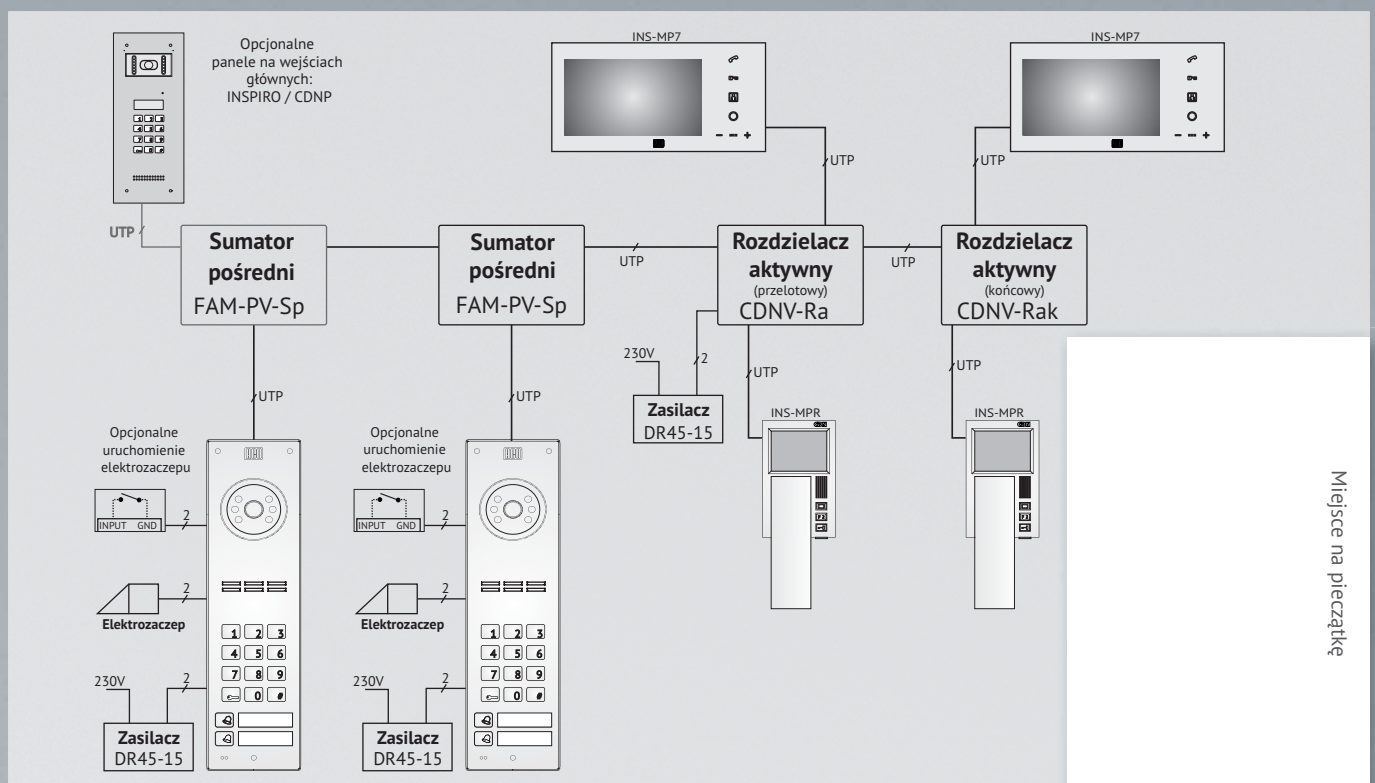 INS-MP7
INS-MP7
Opcjonalne
panele na wejściach
głównych:
INSPIRO / CDNP
UTP
UTP
UTP
Sumator
pośredni
FAM-PV-Sp
Sumator
pośredni
FAM-PV-Sp
UTP
Rozdzielacz
aktywny
(przelotowy)
CDNV-Ra
UTP
Rozdzielacz
aktywny
(końcowy)
CDNV-Rak
230V
2
Zasilacz
DR45-15
UTP
UTP
UTP
UTP
INS-MPR
INS-MPR
Opcjonalne
uruchomienie
elektrozaczepu
INPUT GND
2
Elektrozaczep
2
230V
2
Zasilacz
DR45-15
1 2 3
4 5 6
7 8 9
0 #
Opcjonalne
uruchomienie
elektrozaczepu
INPUT GND
2
Elektrozaczep
2
230V
2
Zasilacz
DR45-15
1 2 3
4 5 6
7 8 9
0 #
Miejsce na pieczątkę